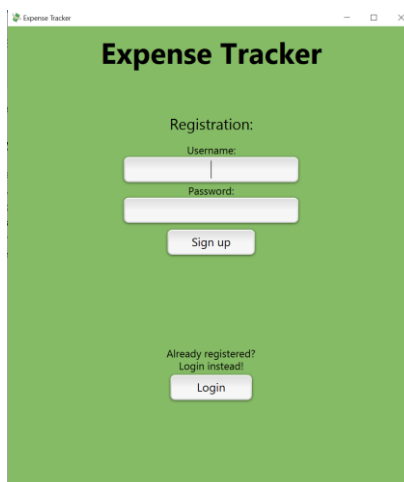 Expense Tracker
Expense Tracker
Registration:
Username:
Password:
Sign up
Already registered?
Login instead!
Login